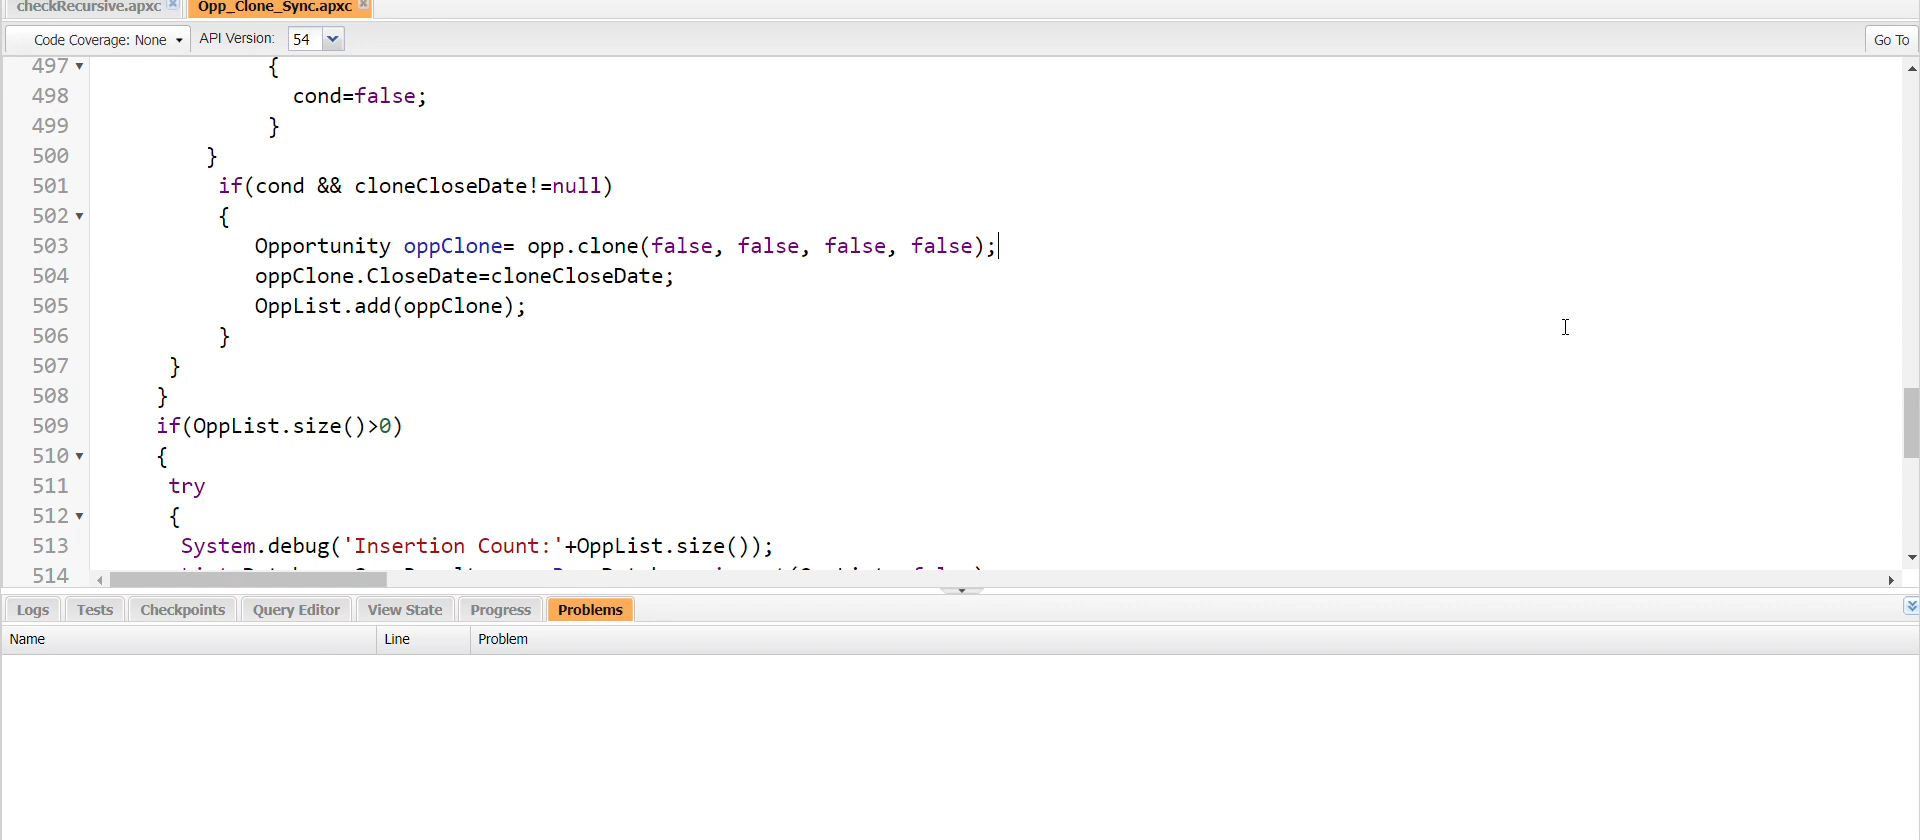 checkRecursive.apxc Opp_Clone_Sync.apxc
Code Coverage: None API Version: 54 Go To
497 {
498 cond=false;
499 }
500 }
501 if(cond && cloneCloseDate!=null)
502 {
503 Opportunity oppClone= opp.clone(false, false, false, false);
504 oppClone.CloseDate=cloneCloseDate;
505 OppList.add(oppClone);
506 }
507 }
508 }
509 if(OppList.size()>0)
510 {
511 try
512 {
513 System.debug('Insertion Count:'+OppList.size());
514
Logs Tests Checkpoints Query Editor View State Progress Problems
Name Line Problem